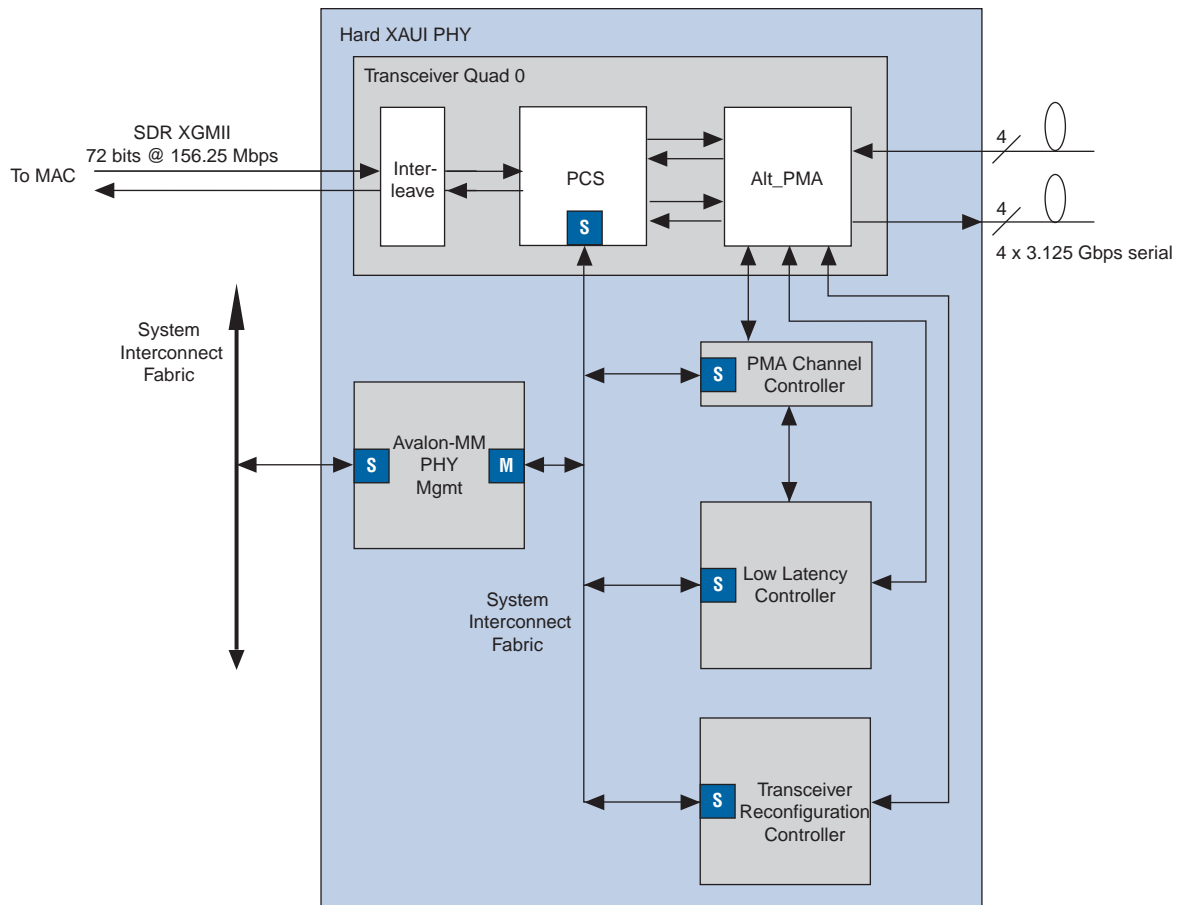 Hard XAUI PHY
Transceiver Quad 0
SDR XGMII
72 bits @ 156.25 Mbps
To MAC
Inter-
leave
PCS
S
Alt_PMA
4
4
4 x 3.125 Gbps serial
System
Interconnect
Fabric
S
Avalon-MM
PHY
Mgmt
M
S
PMA Channel
Controller
System
Interconnect
Fabric
S
Low Latency
Controller
S
Transceiver
Reconfiguration
Controller